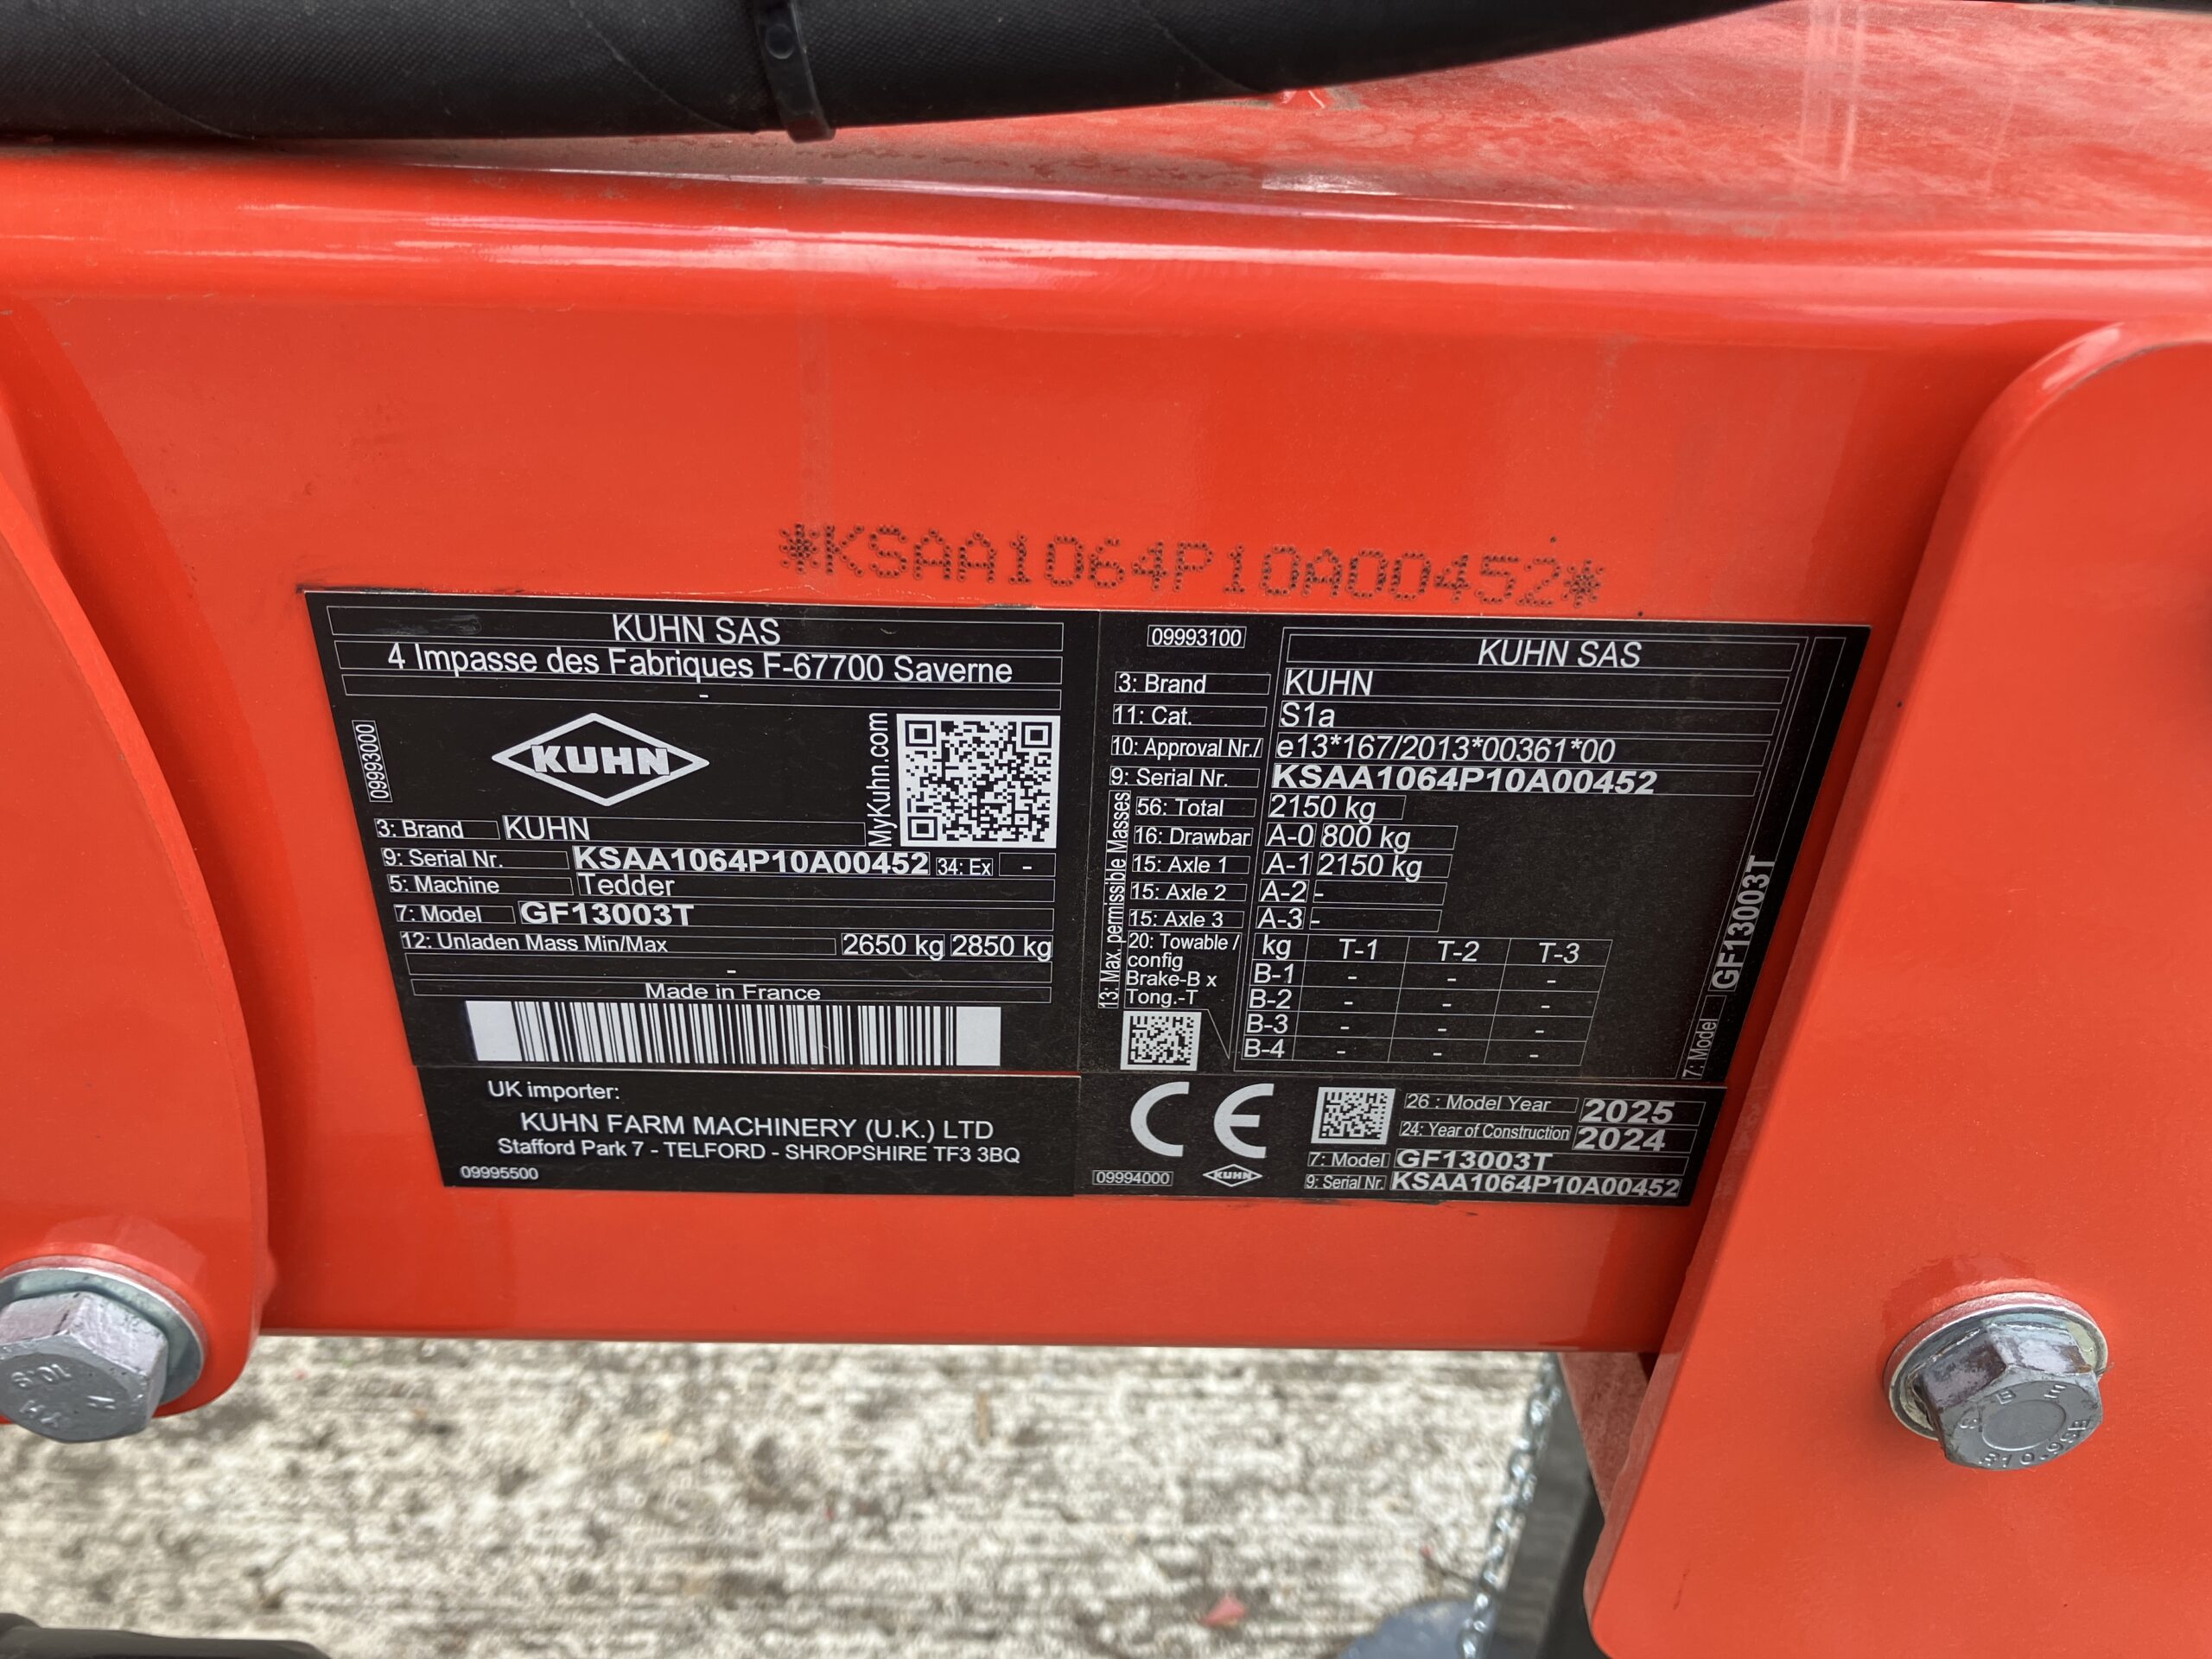 *KSAA1064P10A00452*
KUHN SAS
4 Impasse des Fabriques F-67700 Saverne
-
09993000
KUHN
MyKuhn.com
3: Brand KUHN
9: Serial Nr. KSAA1064P10A00452 34: Ex -
5: Machine Tedder
7: Model GF13003T
12: Unladen Mass Min/Max 2650 kg 2850 kg
-
Made in France
UK importer:
KUHN FARM MACHINERY (U.K.) LTD
Stafford Park 7 - TELFORD - SHROPSHIRE TF3 3BQ
09995500
09993100
KUHN SAS
3: Brand KUHN
11: Cat. S1a
10: Approval Nr./ e13*167/2013*00361*00
9: Serial Nr. KSAA1064P10A00452
13: Max. permissible Masses
56: Total 2150 kg
16: Drawbar A-0 800 kg
15: Axle 1 A-1 2150 kg
15: Axle 2 A-2 -
15: Axle 3 A-3 -
20: Towable /
config
Brake-B x
Tong.-T
kg T-1 T-2 T-3
B-1 - - -
B-2 - - -
B-3 - - -
B-4 - - -
7: Model GF13003T
CE
09994000
KUHN
26 : Model Year 2025
24: Year of Construction 2024
7: Model GF13003T
9: Serial Nr. KSAA1064P10A00452
10.9